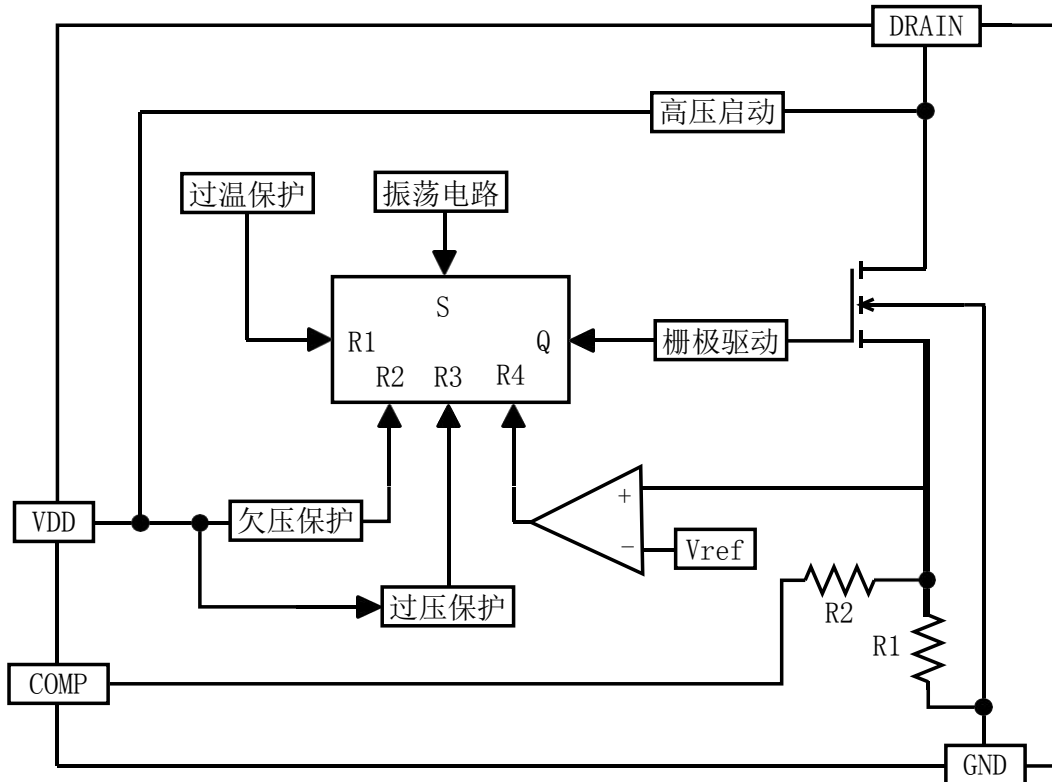 DRAIN
高压启动
过温保护
振荡电路
S
R1
Q
栅极驱动
R2
R3
R4
+
VDD
欠压保护
−
Vref
过压保护
R2
R1
COMP
GND